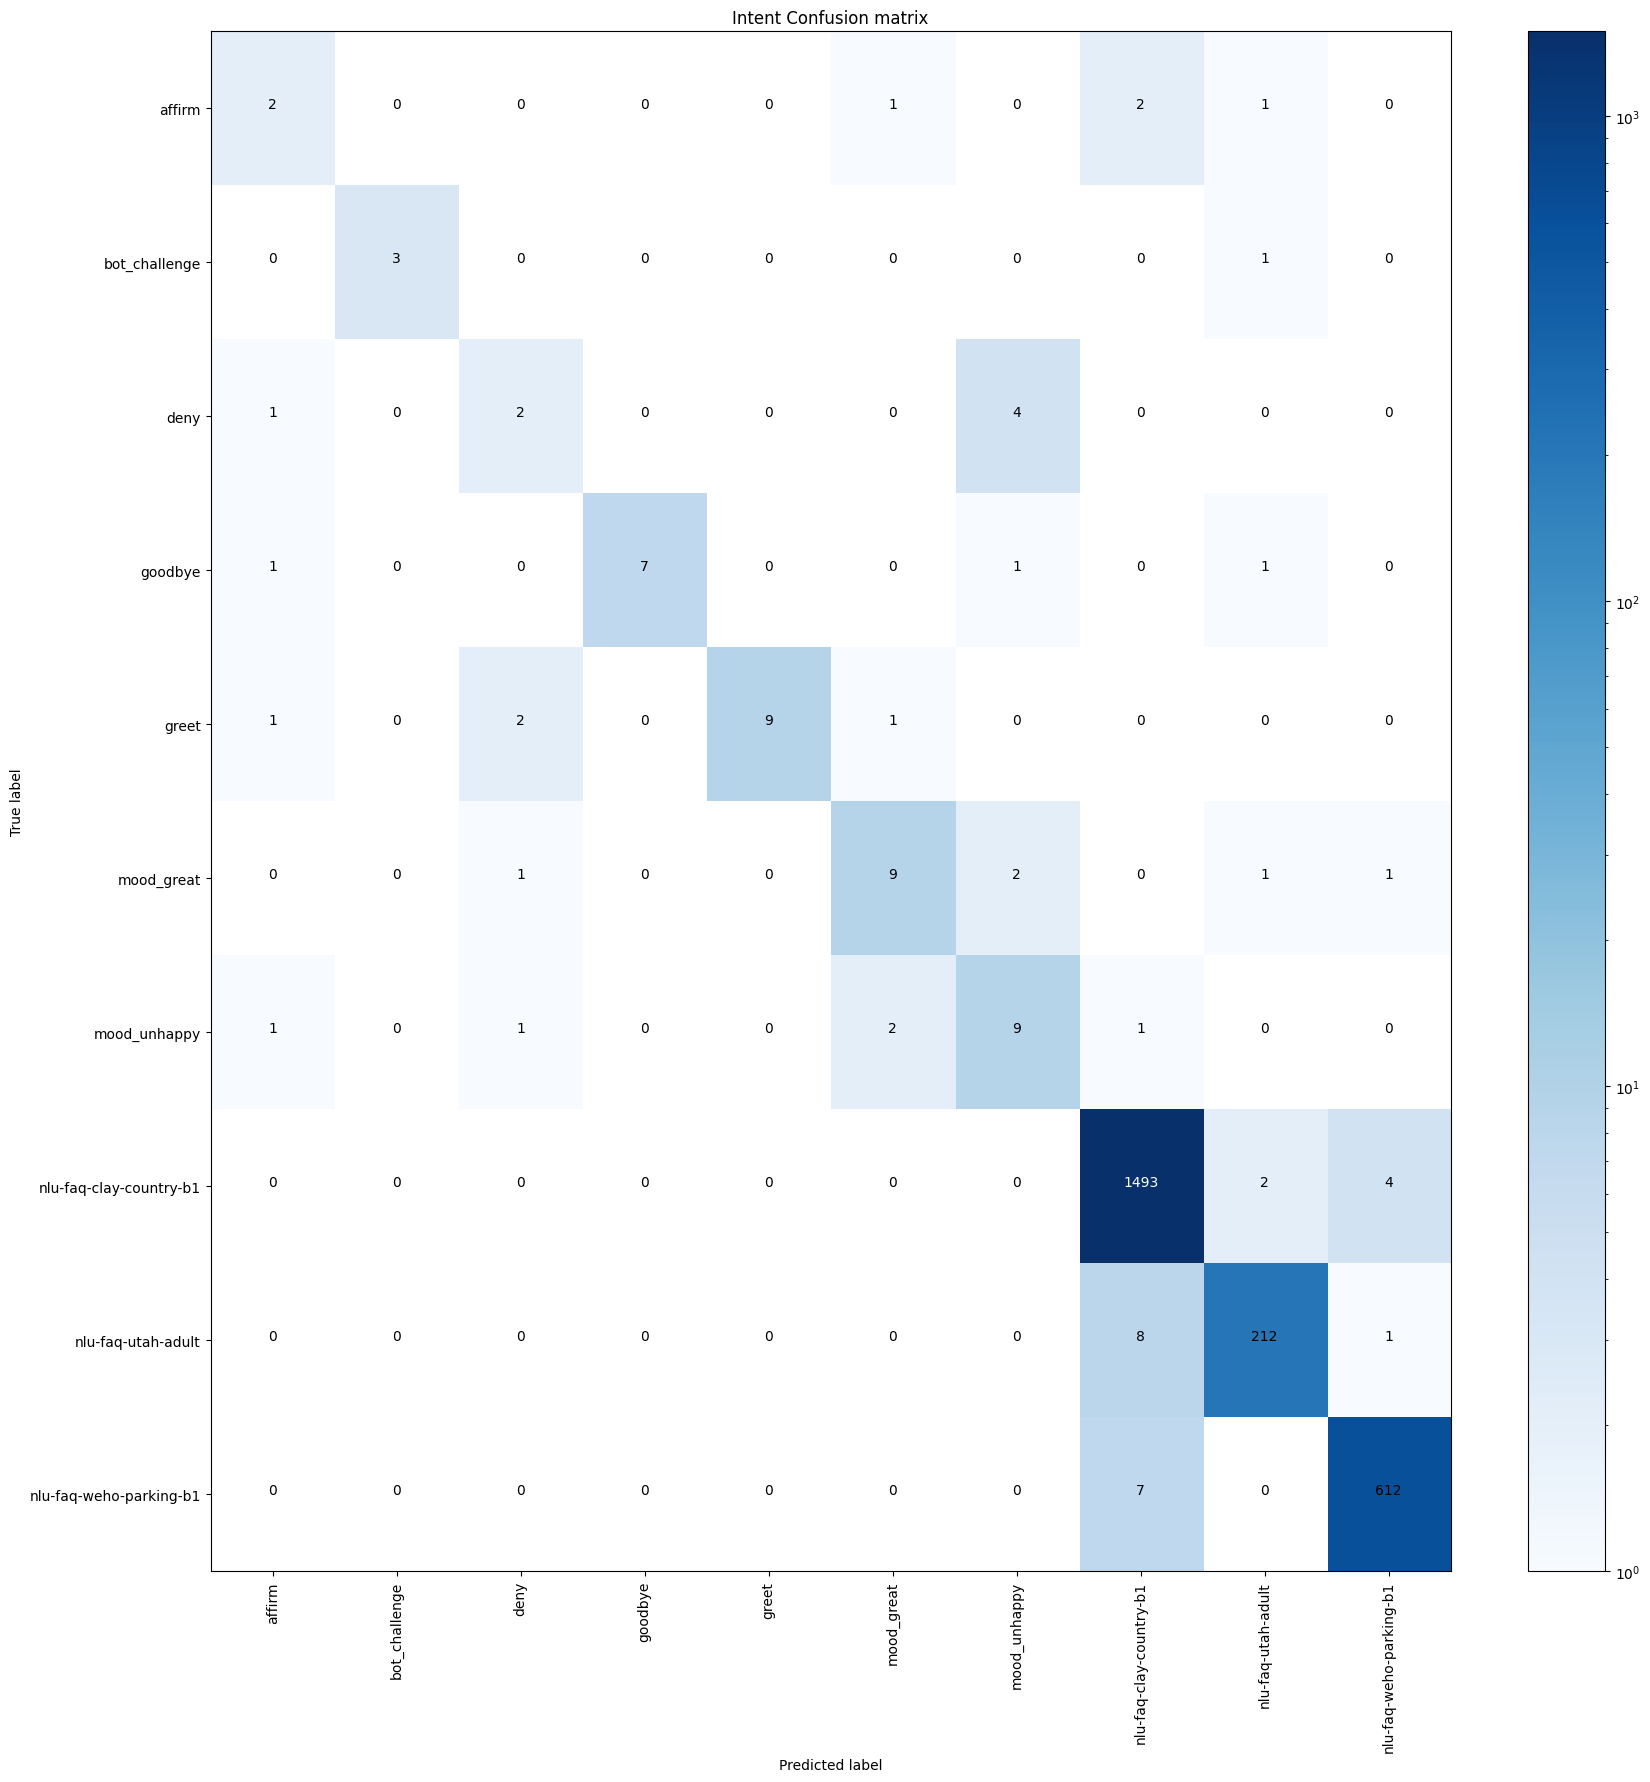 Intent Confusion matrix
affirm 2 0 0 0 0 1 0 2 1 0
bot_challenge 0 3 0 0 0 0 0 0 1 0
deny 1 0 2 0 0 0 4 0 0 0
goodbye 1 0 0 7 0 0 1 0 1 0
greet 1 0 2 0 9 1 0 0 0 0
mood_great 0 0 1 0 0 9 2 0 1 1
mood_unhappy 1 0 1 0 0 2 9 1 0 0
nlu-faq-clay-country-b1 0 0 0 0 0 0 0 1493 2 4
nlu-faq-utah-adult 0 0 0 0 0 0 0 8 212 1
nlu-faq-weho-parking-b1 0 0 0 0 0 0 0 7 0 612
True label
affirm
bot_challenge
deny
goodbye
greet
mood_great
mood_unhappy
nlu-faq-clay-country-b1
nlu-faq-utah-adult
nlu-faq-weho-parking-b1
Predicted label
10³
10²
10¹
10⁰